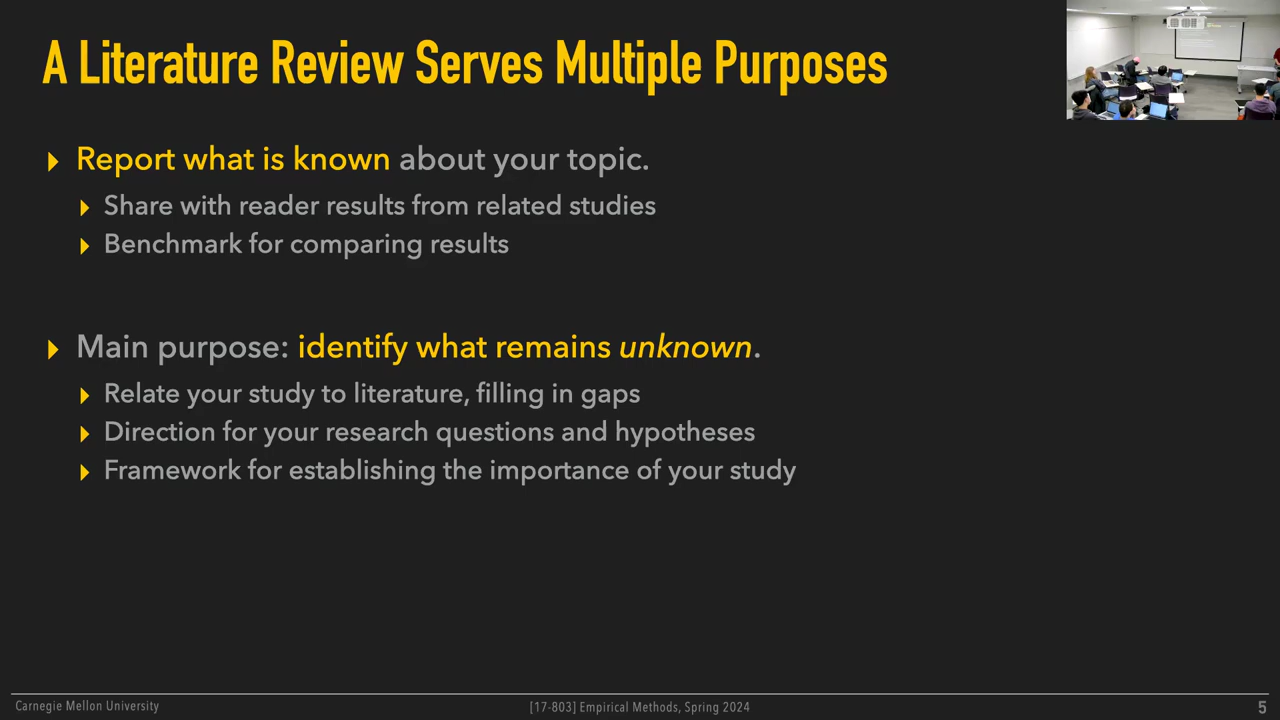 A Literature Review Serves Multiple Purposes
Report what is known about your topic.
Share with reader results from related studies
Benchmark for comparing results
Main purpose: identify what remains unknown.
Relate your study to literature, filling in gaps
Direction for your research questions and hypotheses
Framework for establishing the importance of your study
Carnegie Mellon University
[17-803] Empirical Methods, Spring 2024
5